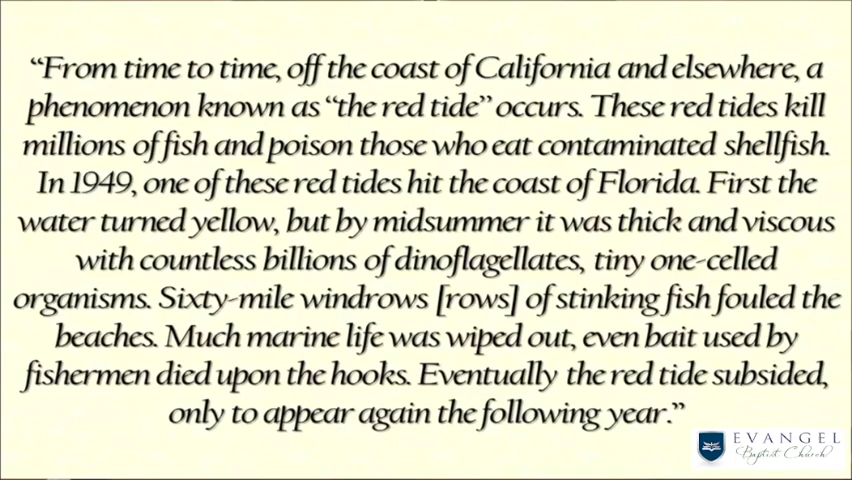 “From time to time, off the coast of California and elsewhere, a
phenomenon known as “the red tide” occurs. These red tides kill
millions of fish and poison those who eat contaminated shellfish.
In 1949, one of these red tides hit the coast of Florida. First the
water turned yellow, but by midsummer it was thick and viscous
with countless billions of dinoflagellates, tiny one-celled
organisms. Sixty-mile windrows [rows] of stinking fish fouled the
beaches. Much marine life was wiped out, even bait used by
fishermen died upon the hooks. Eventually the red tide subsided,
only to appear again the following year.”
EVANGEL
Baptist Church